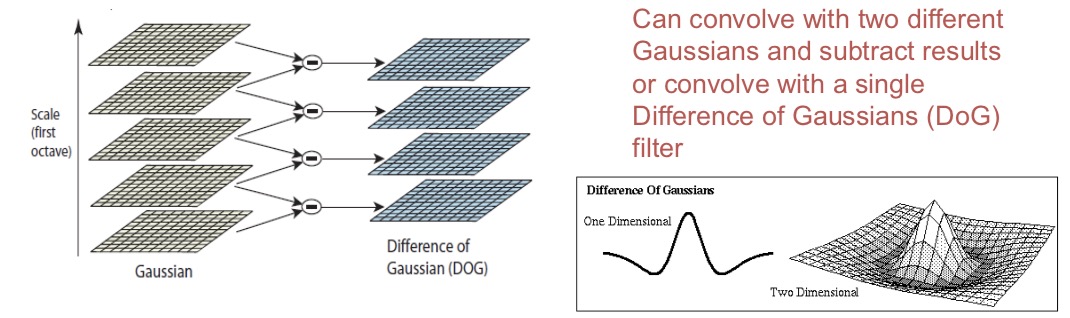 Scale
(first
octave)
Gaussian
Difference of
Gaussian (DOG)
Can convolve with two different
Gaussians and subtract results
or convolve with a single
Difference of Gaussians (DoG)
filter
Difference Of Gaussians
One Dimensional
Two Dimensional